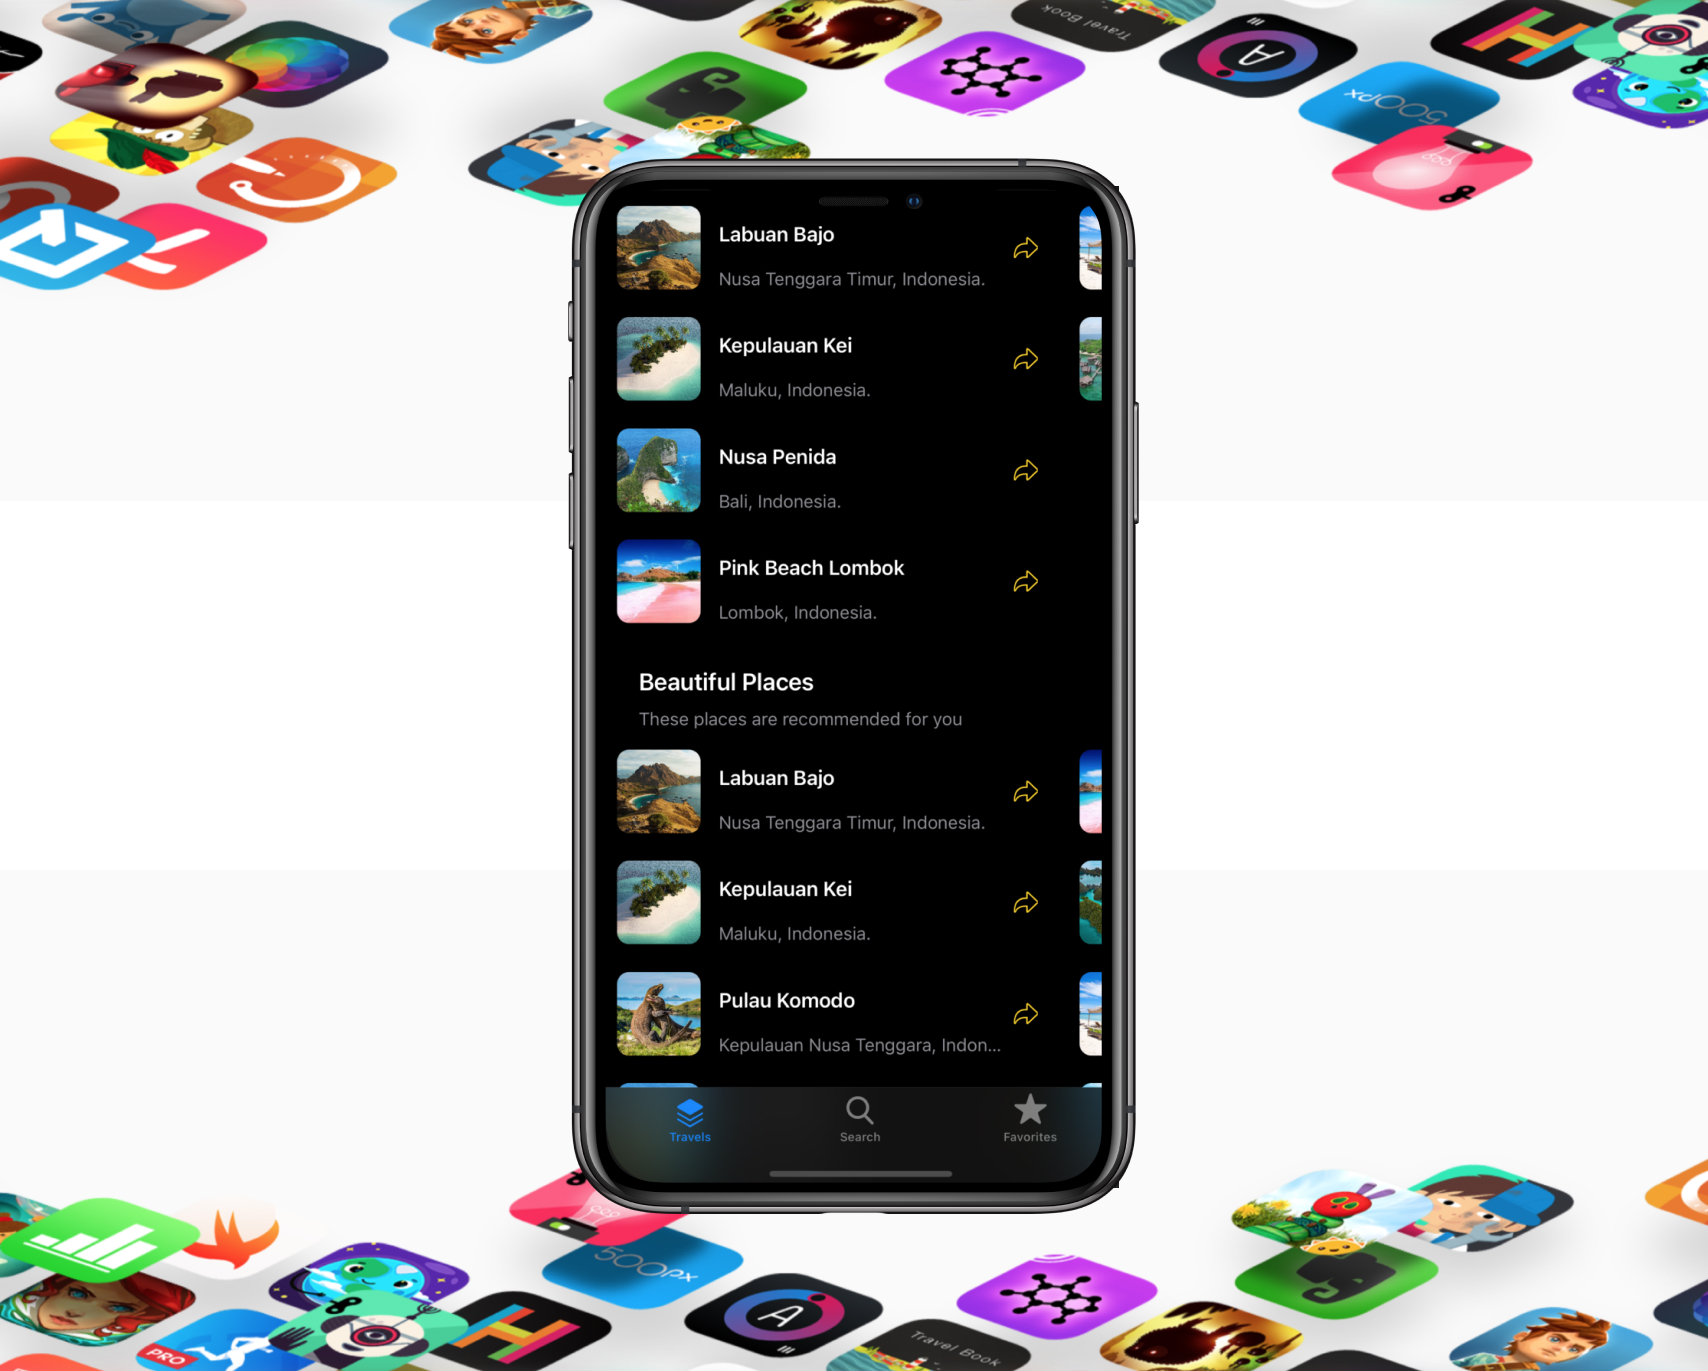 Travel Book
A
500px
Labuan Bajo
Nusa Tenggara Timur, Indonesia.
Kepulauan Kei
Maluku, Indonesia.
Nusa Penida
Bali, Indonesia.
Pink Beach Lombok
Lombok, Indonesia.
Beautiful Places
These places are recommended for you
Labuan Bajo
Nusa Tenggara Timur, Indonesia.
Kepulauan Kei
Maluku, Indonesia.
Pulau Komodo
Kepulauan Nusa Tenggara, Indon...
Travels
Search
Favorites
500px
A
H
PRO
Travel Book